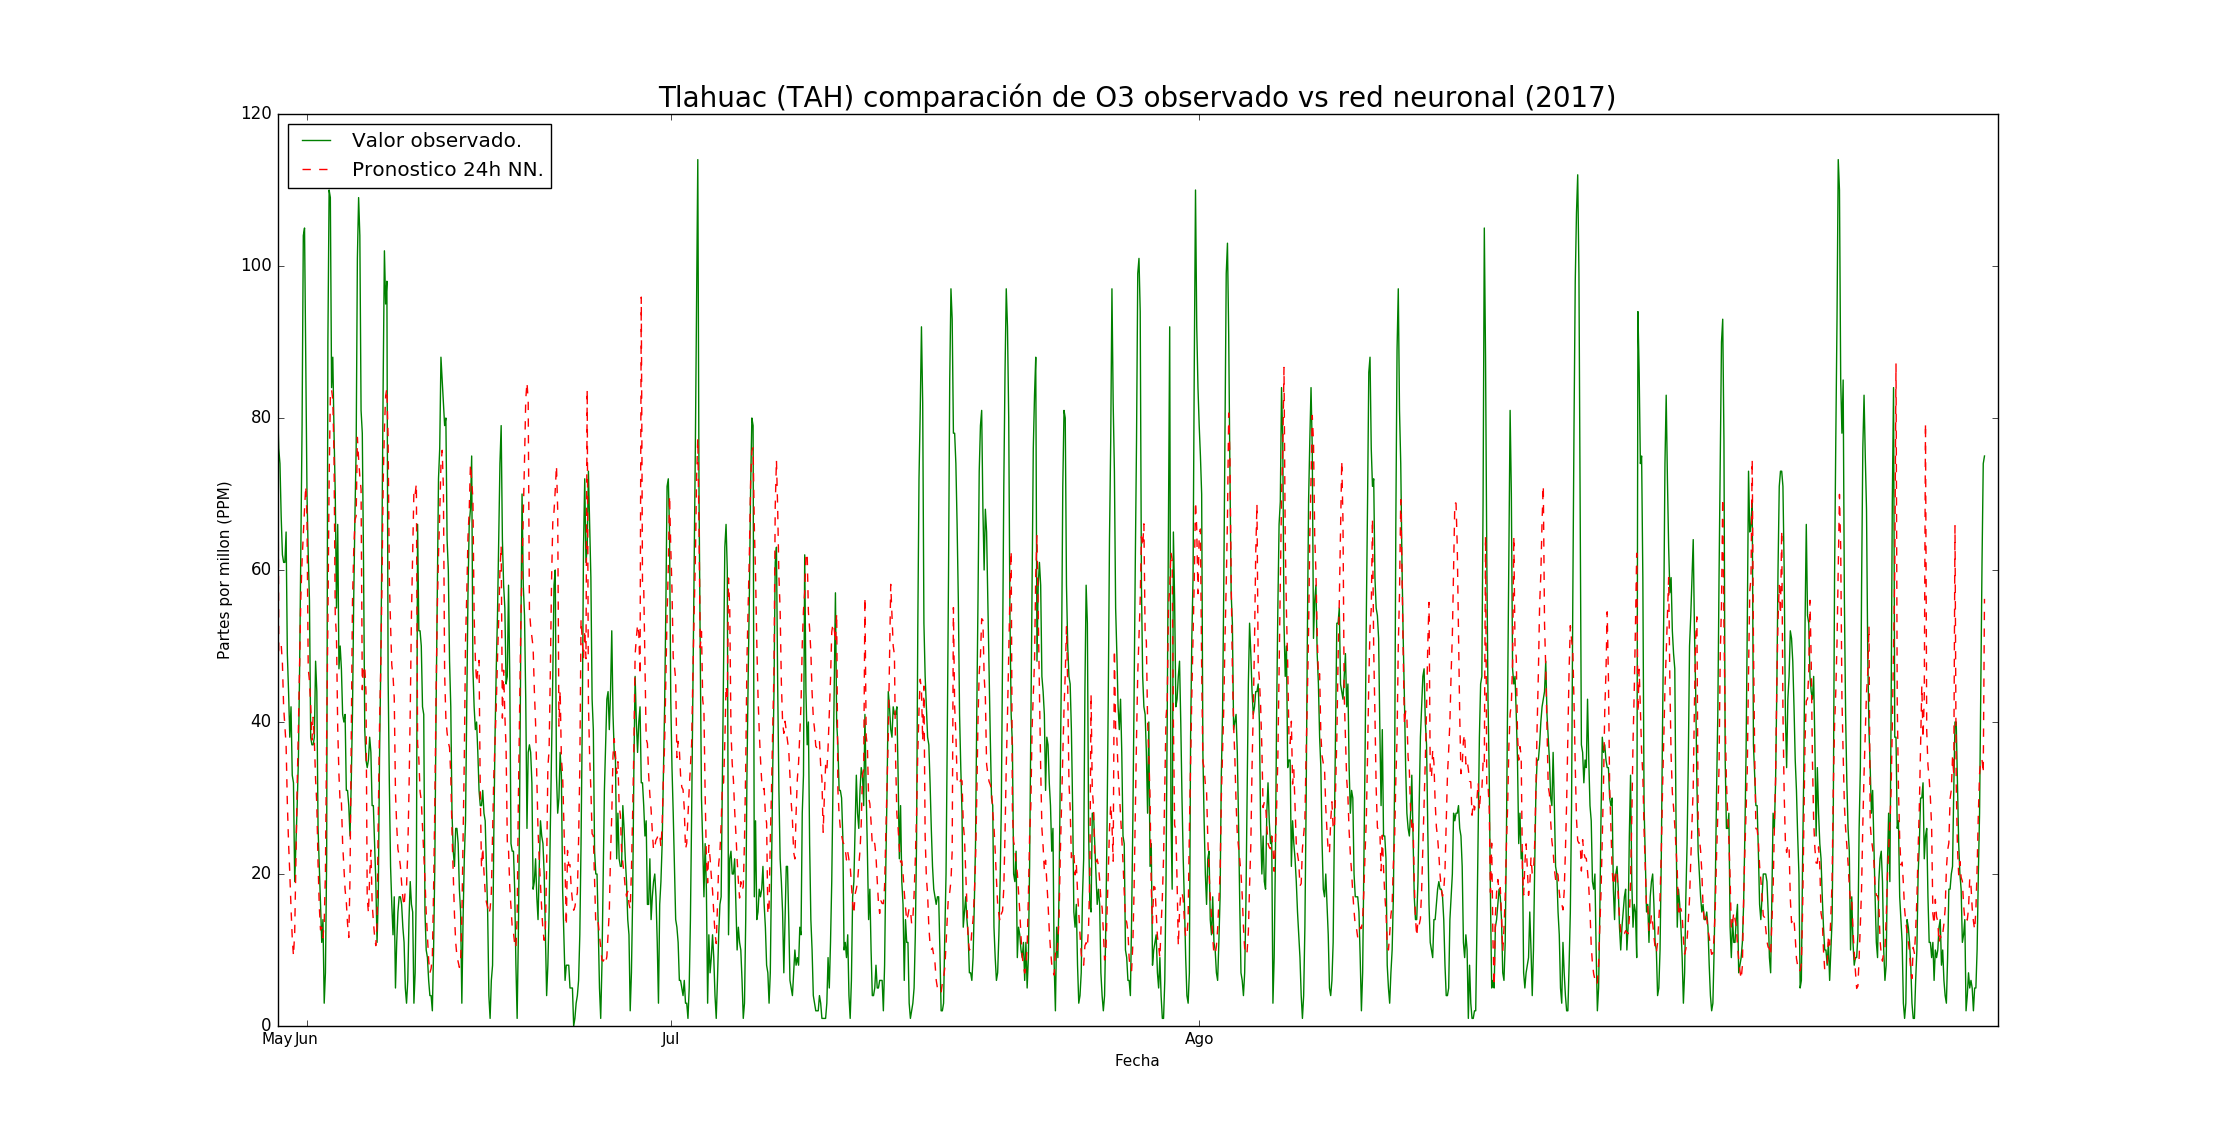 Tlahuac (TAH) comparación de O3 observado vs red neuronal (2017)
Valor observado.
Pronostico 24h NN.
120
100
80
60
40
20
0
Partes por millon (PPM)
May Jun Jul Ago
Fecha